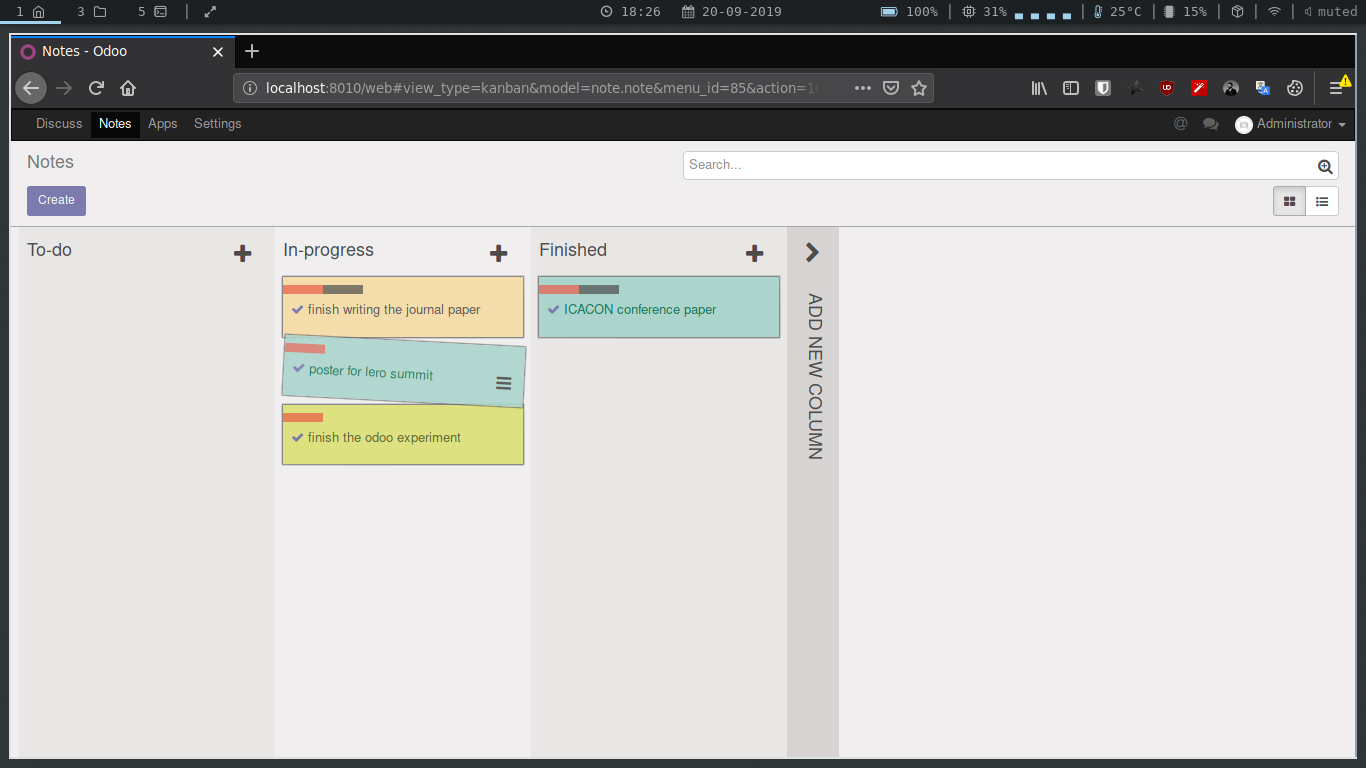 1 3 5 18:26 20-09-2019 100% 31% 25°C 15% muted
Notes - Odoo
localhost:8010/web#view_type=kanban&model=note.note&menu_id=85&action=1
Discuss Notes Apps Settings Administrator
Notes
Search...
Create
To-do
In-progress
finish writing the journal paper
poster for lero summit
finish the odoo experiment
Finished
ICACON conference paper
ADD NEW COLUMN